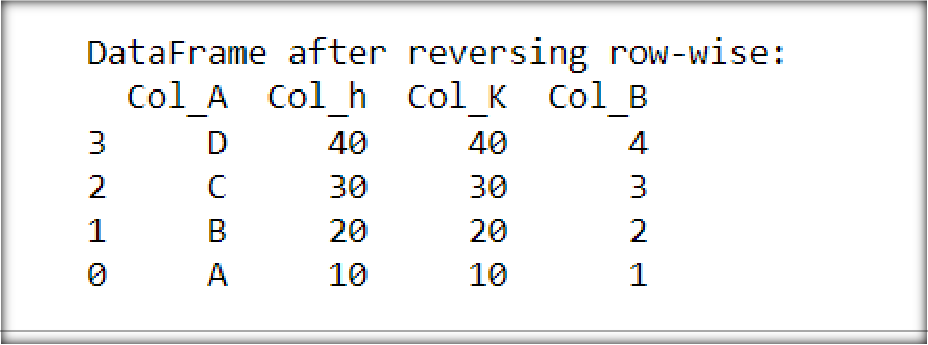 DataFrame after reversing row-wise:
Col_A Col_h Col_K Col_B
3 D 40 40 4
2 C 30 30 3
1 B 20 20 2
0 A 10 10 1